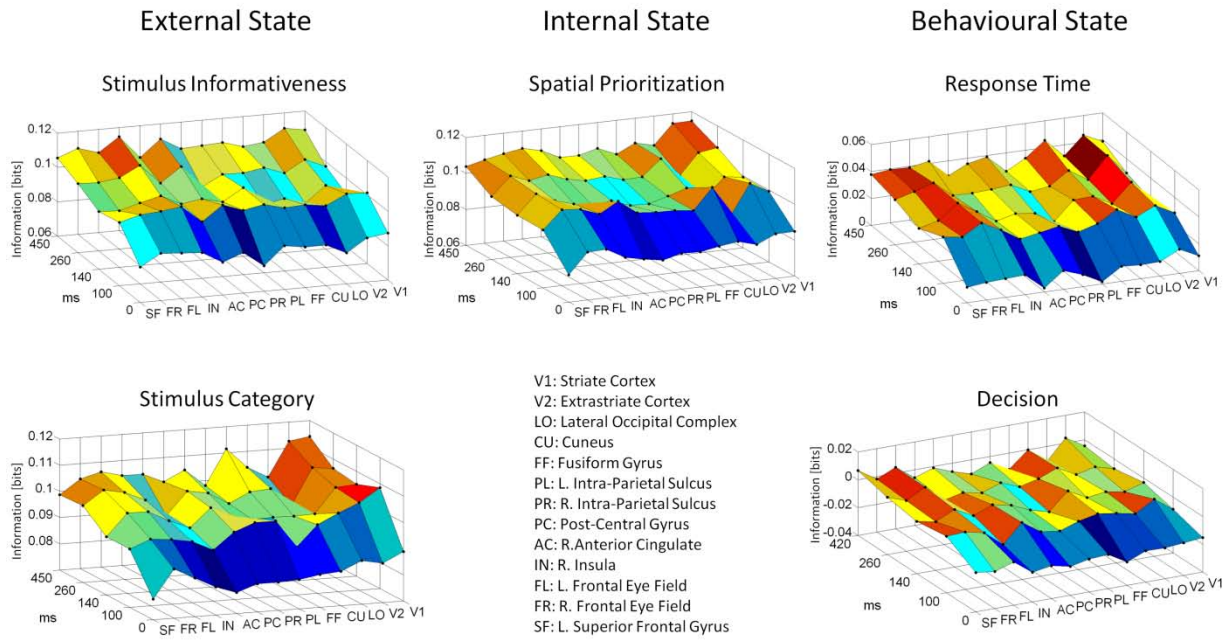 External State
Internal State
Behavioural State
Stimulus Informativeness
Spatial Prioritization
Response Time
Information [bits]
0.12
0.1
0.08
0.06
450
260
140
100
0
ms
SF FR FL IN AC PC PR PL FF CU LO V2 V1
Information [bits]
0.12
0.1
0.08
0.06
450
260
140
100
0
ms
SF FR FL IN AC PC PR PL FF CU LO V2 V1
Information [bits]
0.06
0.04
0.02
0
450
260
140
100
0
ms
SF FR FL IN AC PC PR PL FF CU LO V2 V1
Stimulus Category
Information [bits]
0.12
0.11
0.1
0.09
0.08
450
260
140
100
0
ms
SF FR FL IN AC PC PR PL FF CU LO V2 V1
V1: Striate Cortex
V2: Extrastriate Cortex
LO: Lateral Occipital Complex
CU: Cuneus
FF: Fusiform Gyrus
PL: L. Intra-Parietal Sulcus
PR: R. Intra-Parietal Sulcus
PC: Post-Central Gyrus
AC: R.Anterior Cingulate
IN: R. Insula
FL: L. Frontal Eye Field
FR: R. Frontal Eye Field
SF: L. Superior Frontal Gyrus
Decision
Information [bits]
0.02
0
-0.02
-0.04
420
260
140
100
0
ms
SF FR FL IN AC PC PR PL FF CU LO V2 V1